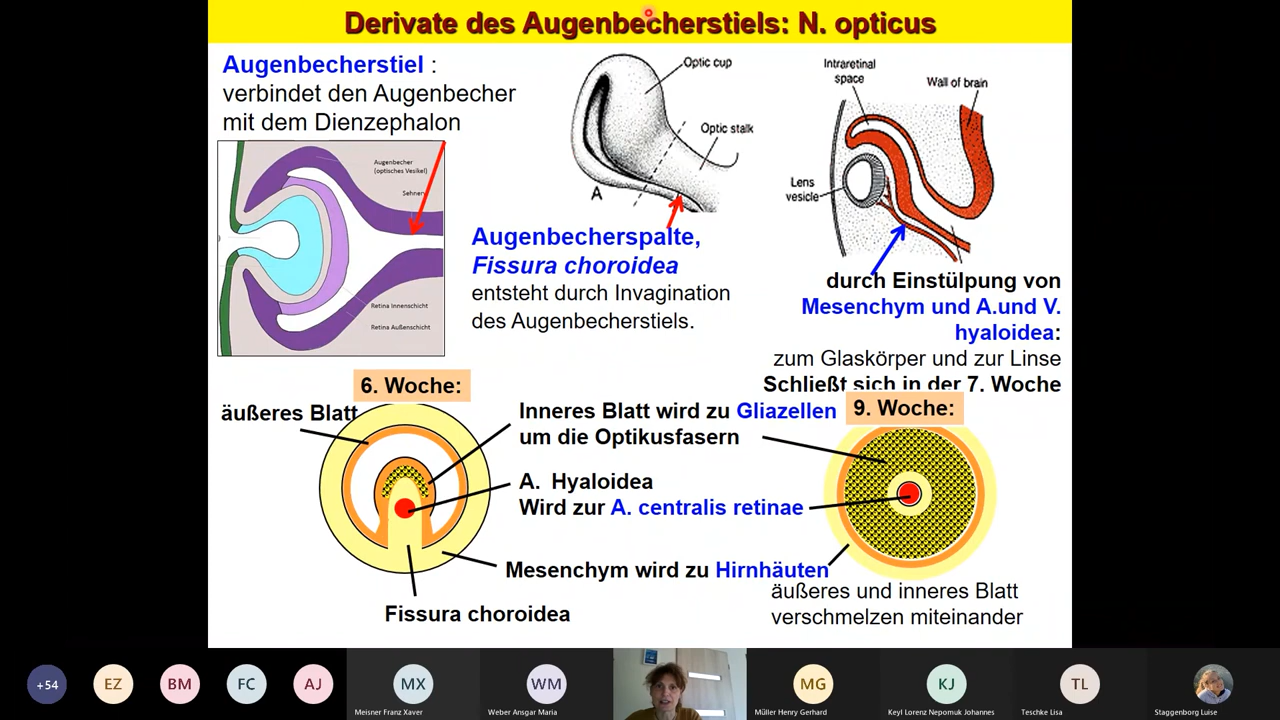 Derivate des Augenbecherstiels: N. opticus
Augenbecherstiel :
verbindet den Augenbecher
mit dem Dienzephalon
Augenbecher
(optisches Vesikel)
Sehnerv
Retina Innenschicht
Retina Außenschicht
Optic cup
Optic stalk
A
Augenbecherspalte,
Fissura choroidea
entsteht durch Invagination
des Augenbecherstiels.
Intraretinal
space
Wall of brain
Lens
vesicle
durch Einstülpung von
Mesenchym und A.und V.
hyaloidea:
zum Glaskörper und zur Linse
Schließt sich in der 7. Woche
6. Woche:
äußeres Blatt
Inneres Blatt wird zu Gliazellen
um die Optikusfasern
A. Hyaloidea
Wird zur A. centralis retinae
Mesenchym wird zu Hirnhäuten
Fissura choroidea
9. Woche:
äußeres und inneres Blatt
verschmelzen miteinander
+54
EZ
BM
FC
AJ
MX
Meisner Franz Xaver
WM
Weber Ansgar Maria
MG
Müller Henry Gerhard
KJ
Keyl Lorenz Nepomuk Johannes
TL
Teschke Lisa
Staggenborg Luise